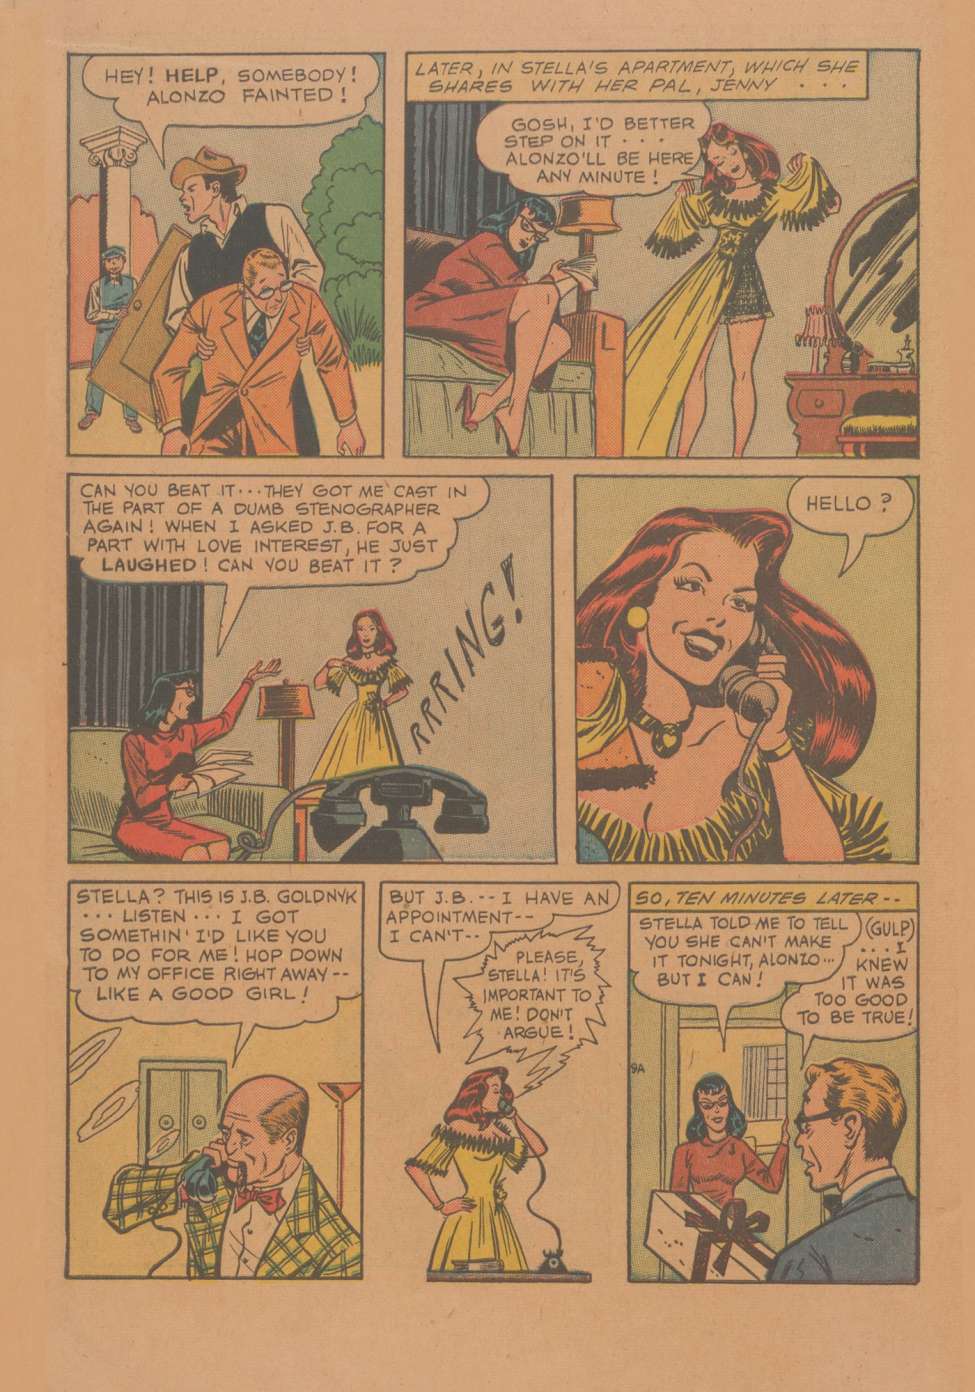 HEY! HELP, SOMEBODY!
ALONZO FAINTED!
LATER, IN STELLA'S APARTMENT, WHICH SHE
SHARES WITH HER PAL, JENNY . . .
GOSH, I'D BETTER
STEP ON IT . . .
ALONZO'LL BE HERE
ANY MINUTE!
CAN YOU BEAT IT...THEY GOT ME CAST IN
THE PART OF A DUMB STENOGRAPHER
AGAIN! WHEN I ASKED J.B. FOR A
PART WITH LOVE INTEREST, HE JUST
LAUGHED! CAN YOU BEAT IT?
RRRRING!
HELLO?
STELLA? THIS IS J.B. GOLDNYK
... LISTEN ... I GOT
SOMETHIN' I'D LIKE YOU
TO DO FOR ME! HOP DOWN
TO MY OFFICE RIGHT AWAY--
LIKE A GOOD GIRL!
BUT J.B.-- I HAVE AN
APPOINTMENT--
I CAN'T--
PLEASE,
STELLA! IT'S
IMPORTANT TO
ME! DON'T
ARGUE!
SO, TEN MINUTES LATER--
STELLA TOLD ME TO TELL
YOU SHE CAN'T MAKE
IT TONIGHT, ALONZO...
BUT I CAN!
(GULP)
... I
KNEW
IT WAS
TOO GOOD
TO BE TRUE!
9A